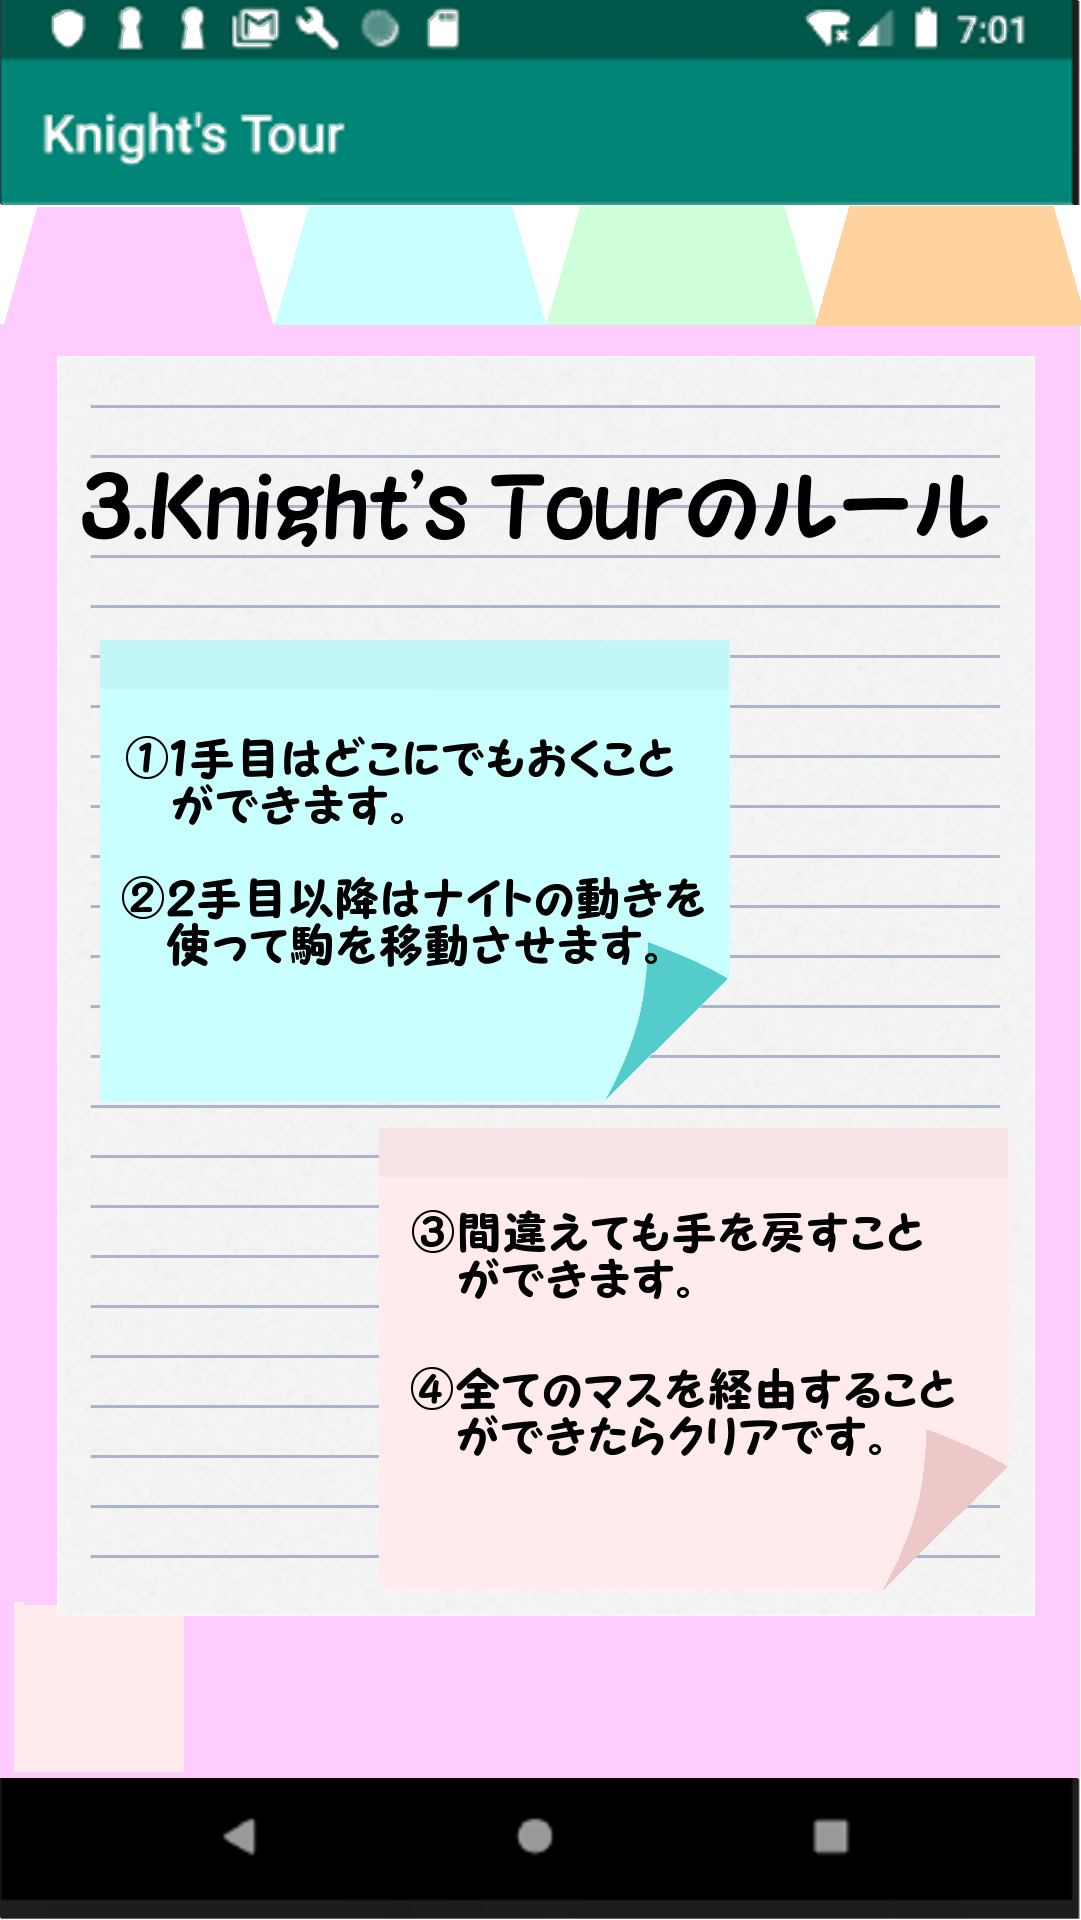 7:01
Knight's Tour
3.Knight's Tourのルール
①1手目はどこにでもおくこと
ができます。
②2手目以降はナイトの動きを
使って駒を移動させます。
③間違えても手を戻すこと
ができます。
④全てのマスを経由すること
ができたらクリアです。